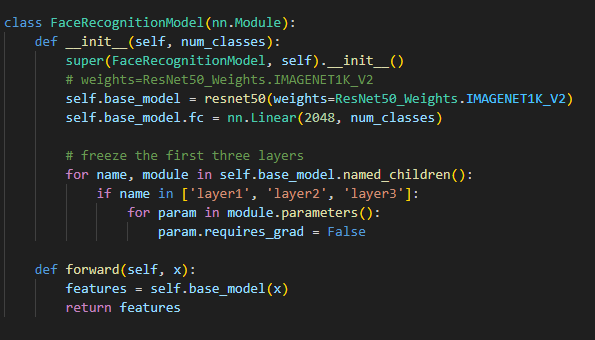 class FaceRecognitionModel(nn.Module):
    def __init__(self, num_classes):
        super(FaceRecognitionModel, self).__init__()
        # weights=ResNet50_Weights.IMAGENET1K_V2
        self.base_model = resnet50(weights=ResNet50_Weights.IMAGENET1K_V2)
        self.base_model.fc = nn.Linear(2048, num_classes)

        # freeze the first three layers
        for name, module in self.base_model.named_children():
            if name in ['layer1', 'layer2', 'layer3']:
                for param in module.parameters():
                    param.requires_grad = False

    def forward(self, x):
        features = self.base_model(x)
        return features